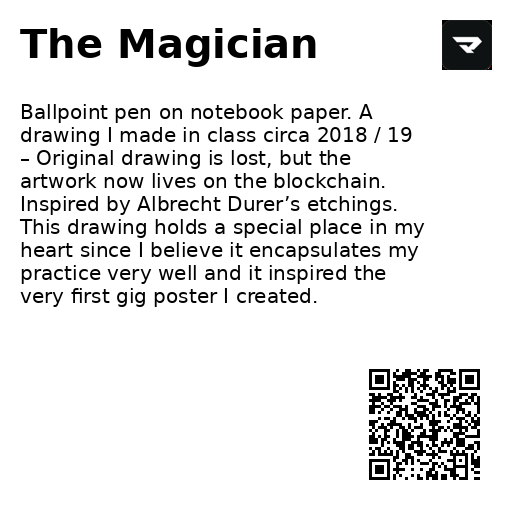 The Magician
Ballpoint pen on notebook paper. A
drawing I made in class circa 2018 / 19
– Original drawing is lost, but the
artwork now lives on the blockchain.
Inspired by Albrecht Durer’s etchings.
This drawing holds a special place in my
heart since I believe it encapsulates my
practice very well and it inspired the
very first gig poster I created.